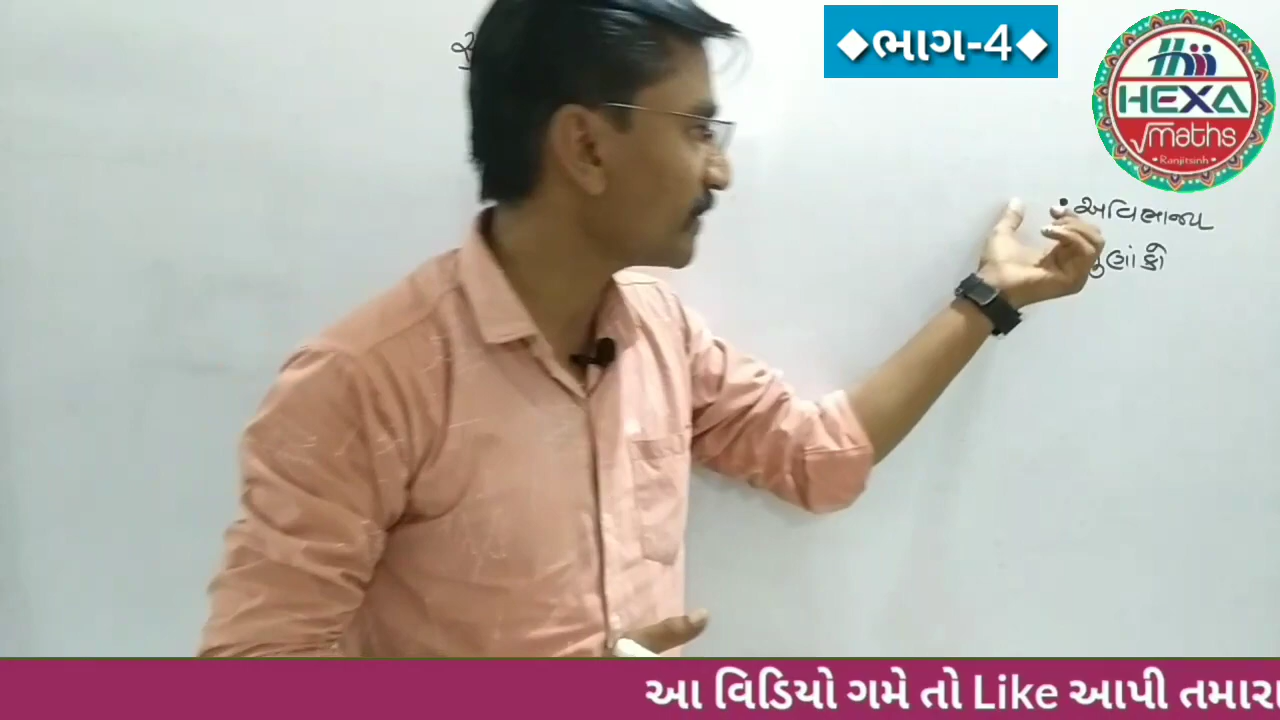 ◆ભાગ-4◆
HEXA
√maths
• Ranjitsinh •
• અવિભાજ્ય
આ વિડિયો ગમે તો Like આપી તમારા